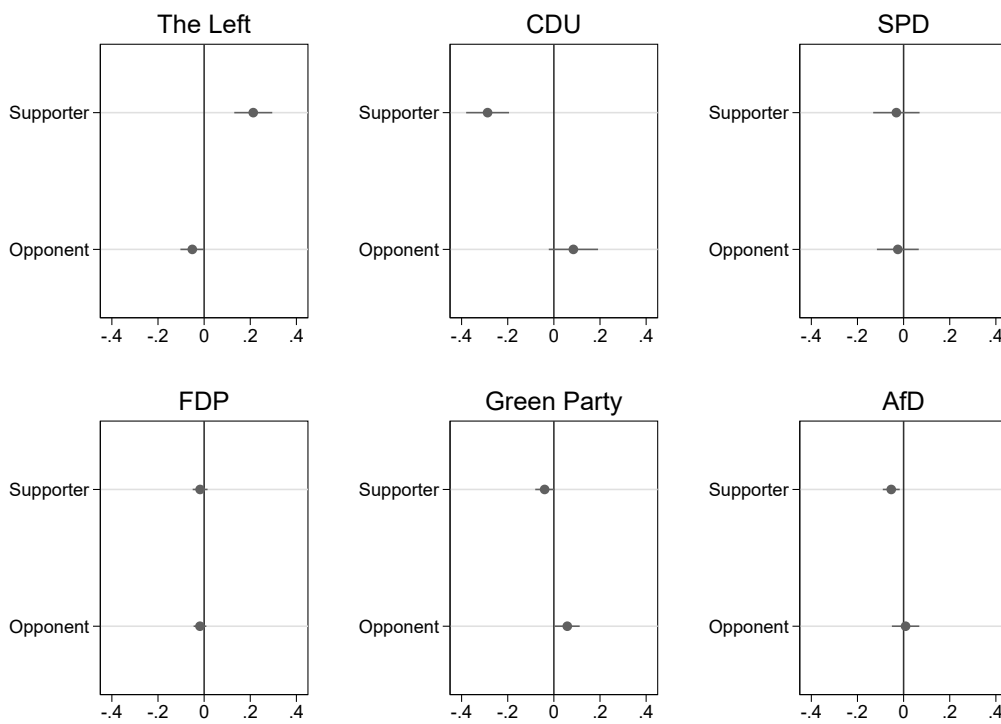 The Left
Supporter
Opponent
-.4 -.2 0 .2 .4
CDU
Supporter
Opponent
-.4 -.2 0 .2 .4
SPD
Supporter
Opponent
-.4 -.2 0 .2 .4
FDP
Supporter
Opponent
-.4 -.2 0 .2 .4
Green Party
Supporter
Opponent
-.4 -.2 0 .2 .4
AfD
Supporter
Opponent
-.4 -.2 0 .2 .4